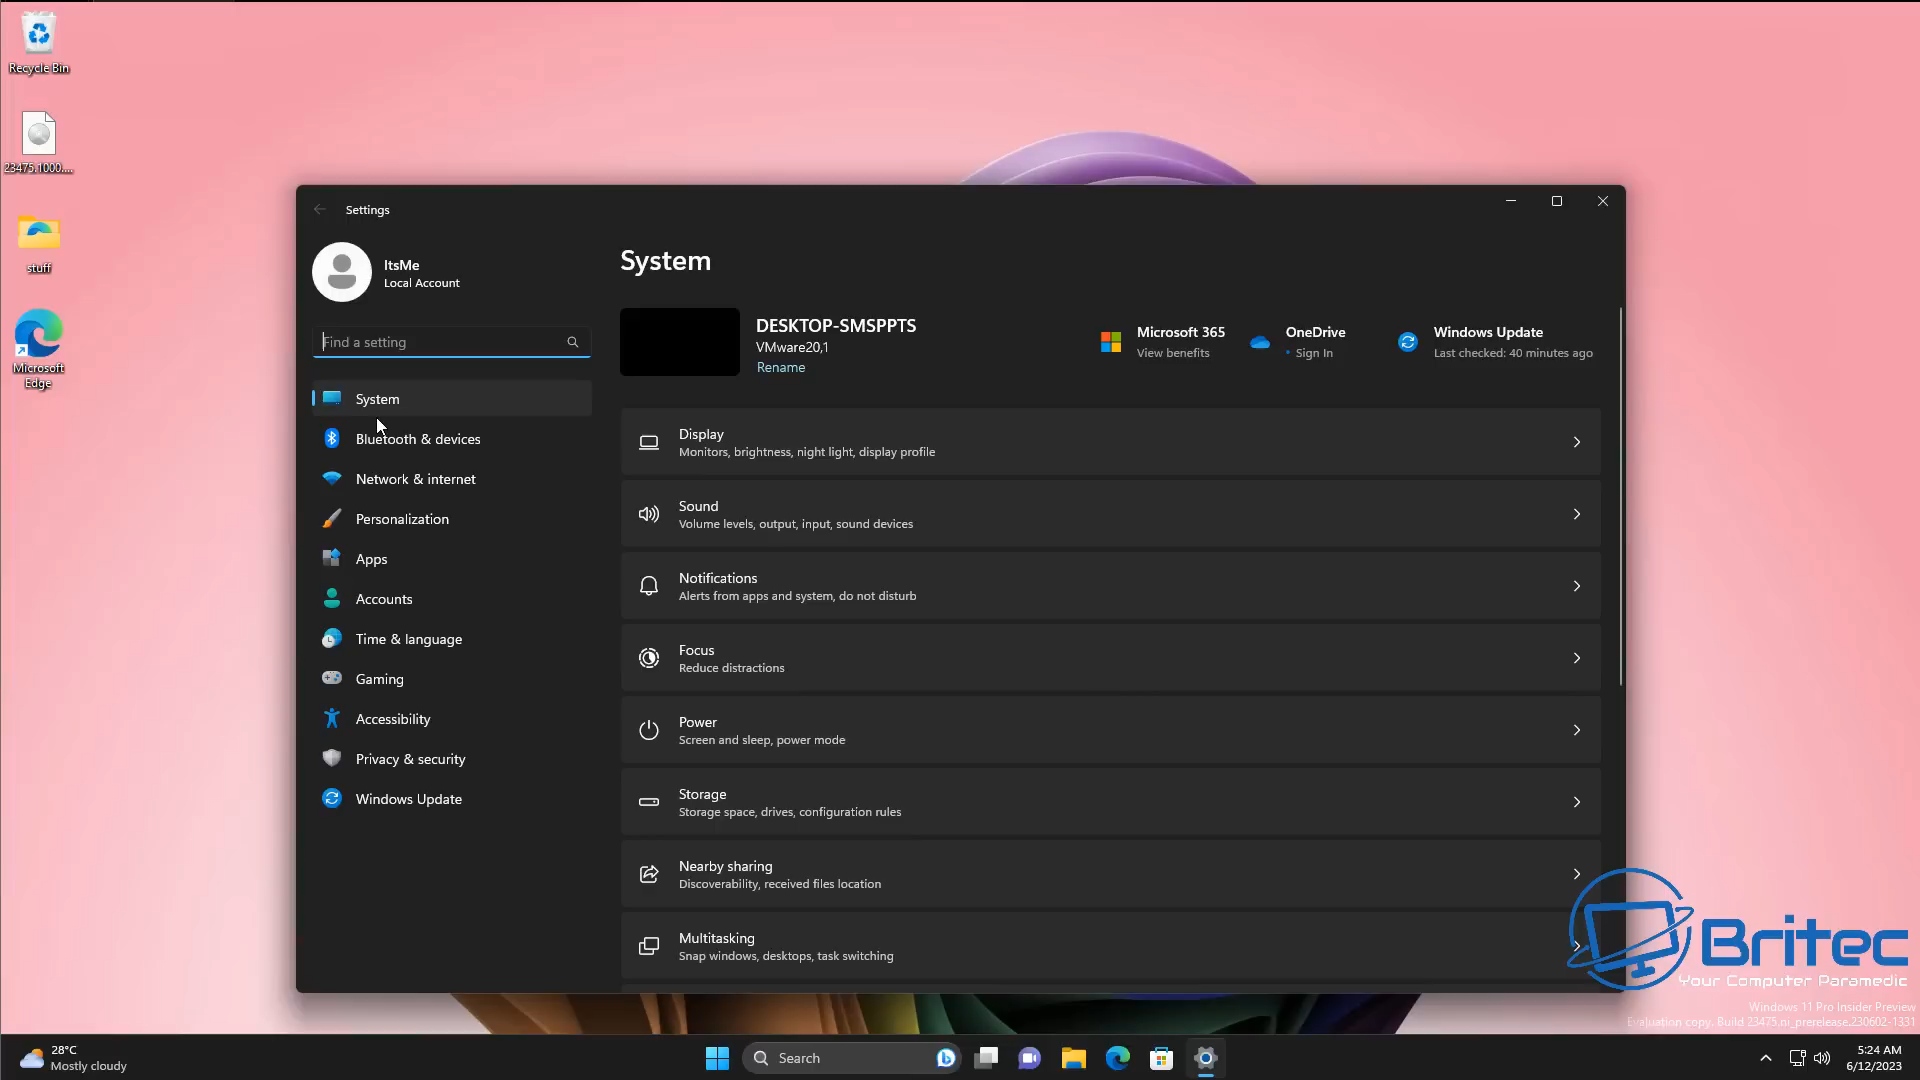 Recycle Bin
23475.1000....
stuff
Microsoft
Edge
Settings
ItsMe
Local Account
Find a setting
System
Bluetooth & devices
Network & internet
Personalization
Apps
Accounts
Time & language
Gaming
Accessibility
Privacy & security
Windows Update
System
DESKTOP-SMSPPTS
VMware20,1
Rename
Microsoft 365
View benefits
OneDrive
• Sign In
Windows Update
Last checked: 40 minutes ago
Display
Monitors, brightness, night light, display profile
Sound
Volume levels, output, input, sound devices
Notifications
Alerts from apps and system, do not disturb
Focus
Reduce distractions
Power
Screen and sleep, power mode
Storage
Storage space, drives, configuration rules
Nearby sharing
Discoverability, received files location
Multitasking
Snap windows, desktops, task switching
Britec
Your Computer Paramedic
Windows 11 Pro Insider Preview
Evaluation copy. Build 23475.ni_prerelease.230602-1331
28°C
Mostly cloudy
Search
5:24 AM
6/12/2023